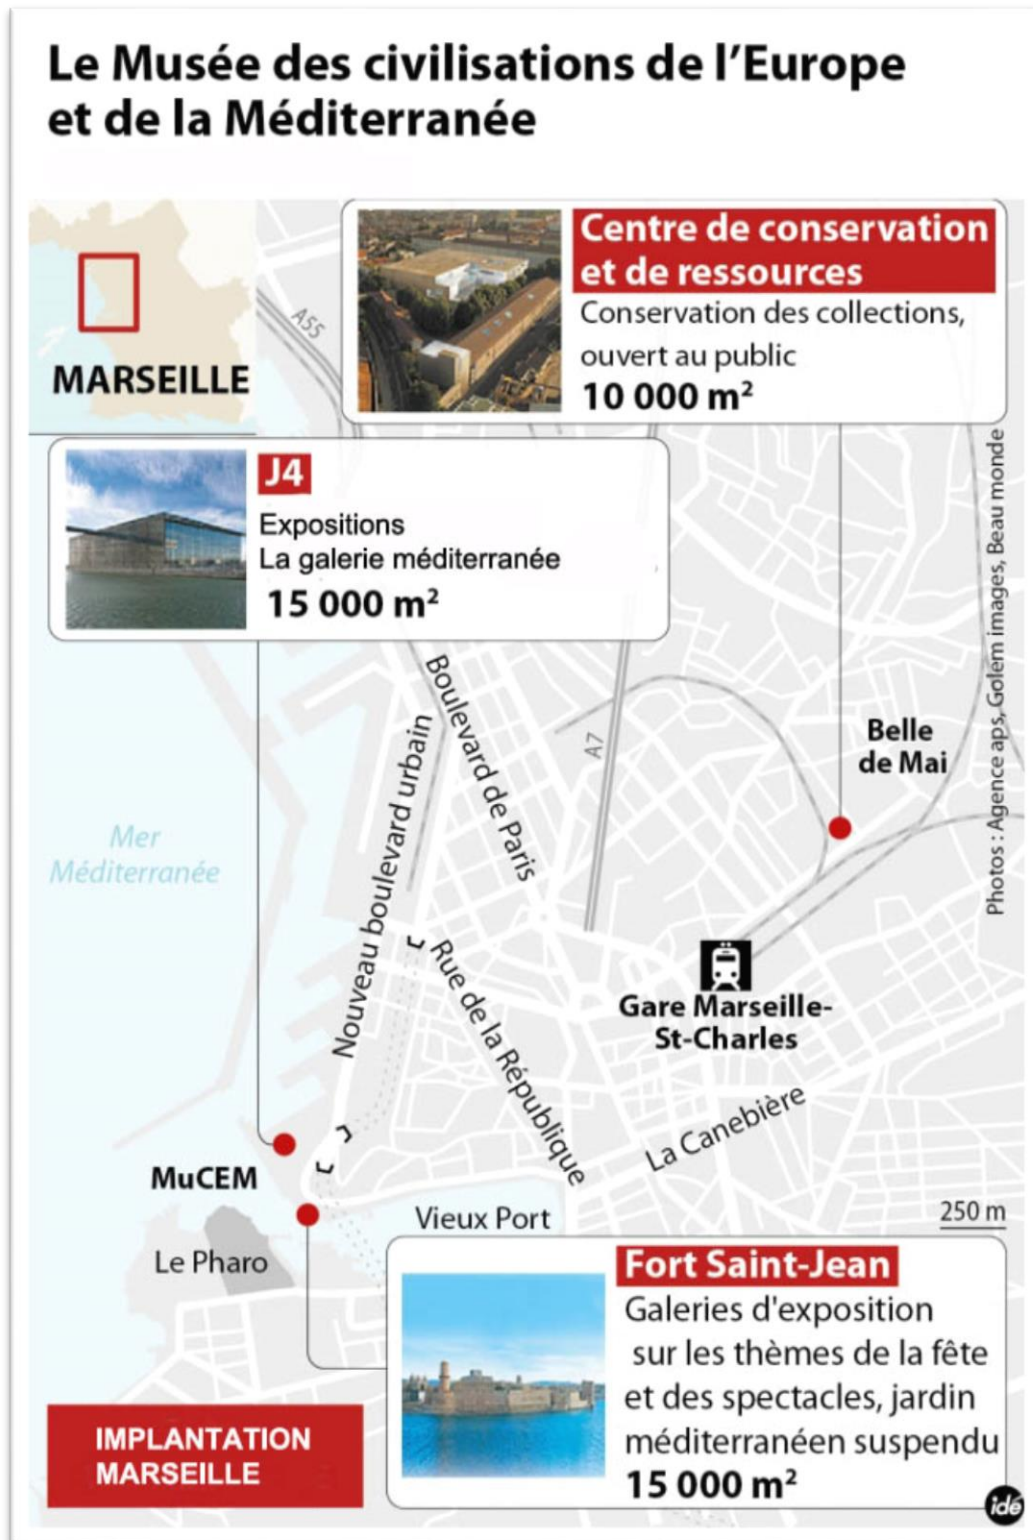 Le Musée des civilisations de l'Europe
et de la Méditerranée
MARSEILLE
A55
Centre de conservation
et de ressources
Conservation des collections,
ouvert au public
10 000 m²
J4
Expositions
La galerie méditerranée
15 000 m²
Photos : Agence aps, Golem images, Beau monde
Boulevard de Paris
Nouveau boulevard urbain
A7
Belle
de Mai
Mer
Méditerranée
Rue de la République
Gare Marseille-
St-Charles
La Canebière
MuCEM
Vieux Port
250 m
Le Pharo
Fort Saint-Jean
Galeries d'exposition
sur les thèmes de la fête
et des spectacles, jardin
méditerranéen suspendu
15 000 m²
IMPLANTATION
MARSEILLE
idé